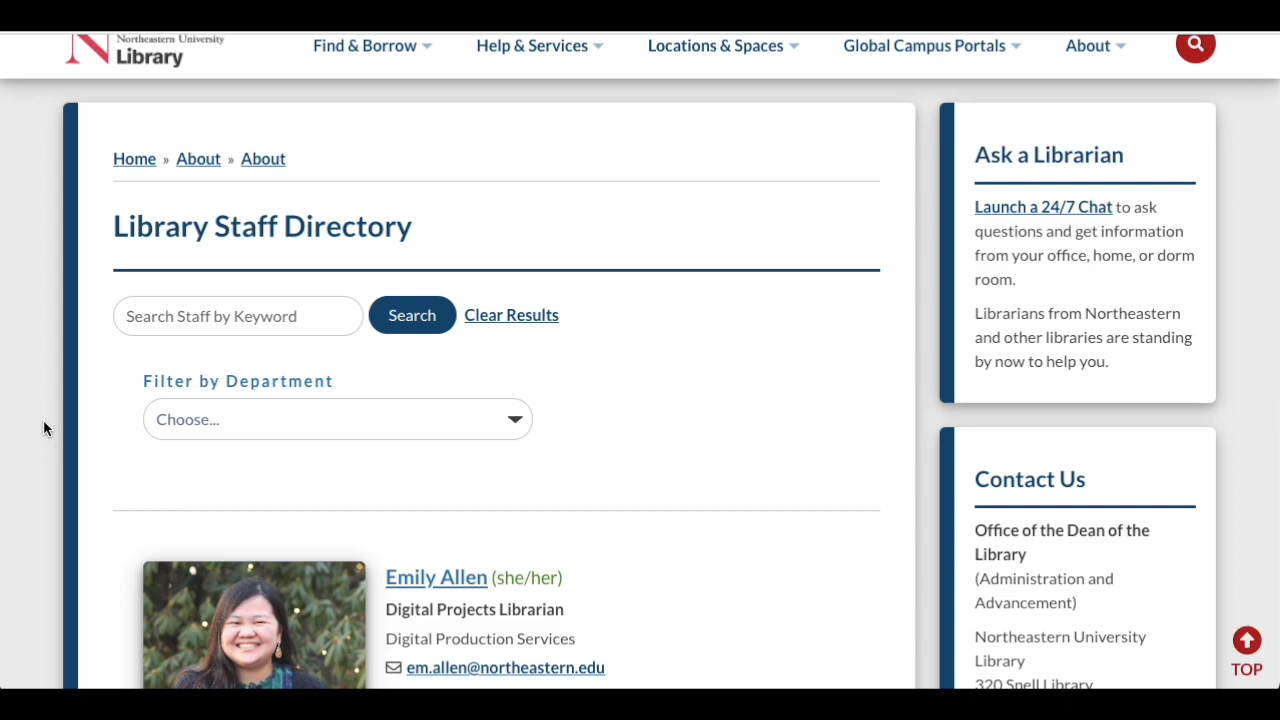 Northeastern University
Library
Find & Borrow
Help & Services
Locations & Spaces
Global Campus Portals
About
Home » About » About
Library Staff Directory
Search Staff by Keyword
Search
Clear Results
Filter by Department
Choose...
Emily Allen (she/her)
Digital Projects Librarian
Digital Production Services
em.allen@northeastern.edu
Ask a Librarian
Launch a 24/7 Chat to ask
questions and get information
from your office, home, or dorm
room.
Librarians from Northeastern
and other libraries are standing
by now to help you.
Contact Us
Office of the Dean of the
Library
(Administration and
Advancement)
Northeastern University
Library
320 Snell Library
TOP